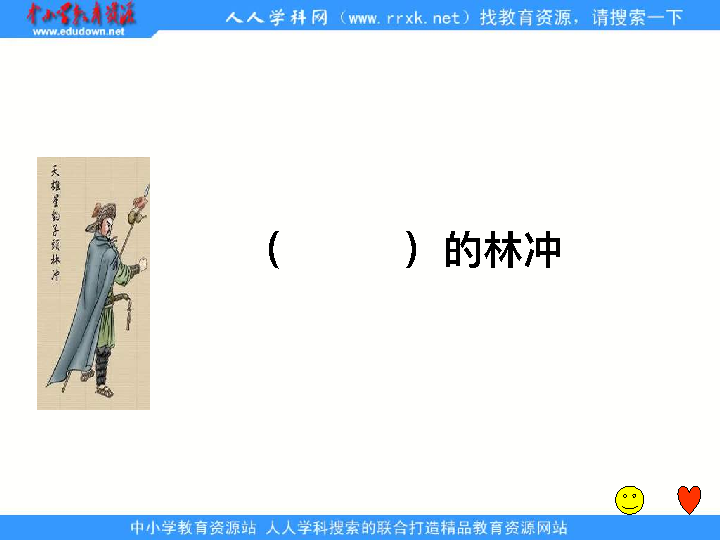 中小学教育资源
www.edudown.net
人人学科网（www.rrxk.net）找教育资源，请搜索一下
天雄星豹子头林冲
（　　　）的林冲
中小学教育资源站 人人学科搜索的联合打造精品教育资源网站